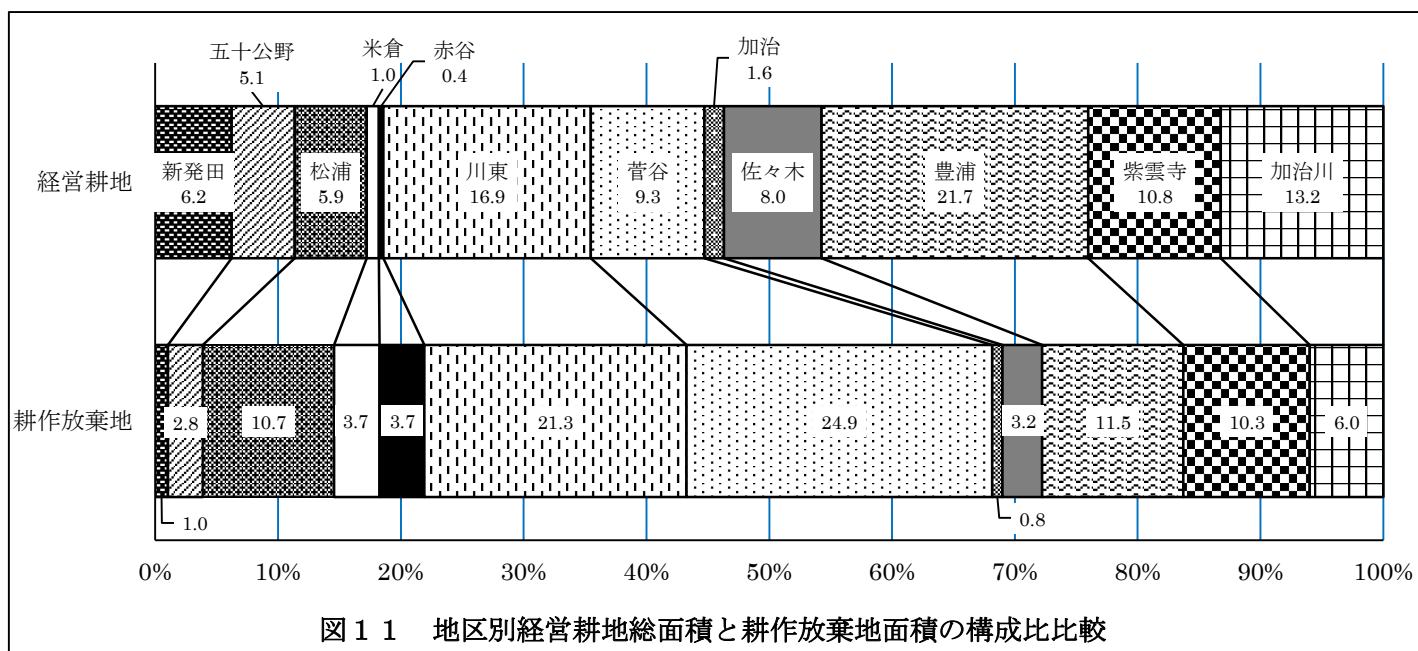 五十公野
5.1
米倉
1.0
赤谷
0.4
加治
1.6
経営耕地
新発田
6.2
松浦
5.9
川東
16.9
菅谷
9.3
佐々木
8.0
豊浦
21.7
紫雲寺
10.8
加治川
13.2
耕作放棄地
2.8
10.7
3.7
3.7
21.3
24.9
3.2
11.5
10.3
6.0
1.0
0.8
0% 10% 20% 30% 40% 50% 60% 70% 80% 90% 100%
図11 地区別経営耕地総面積と耕作放棄地面積の構成比比較